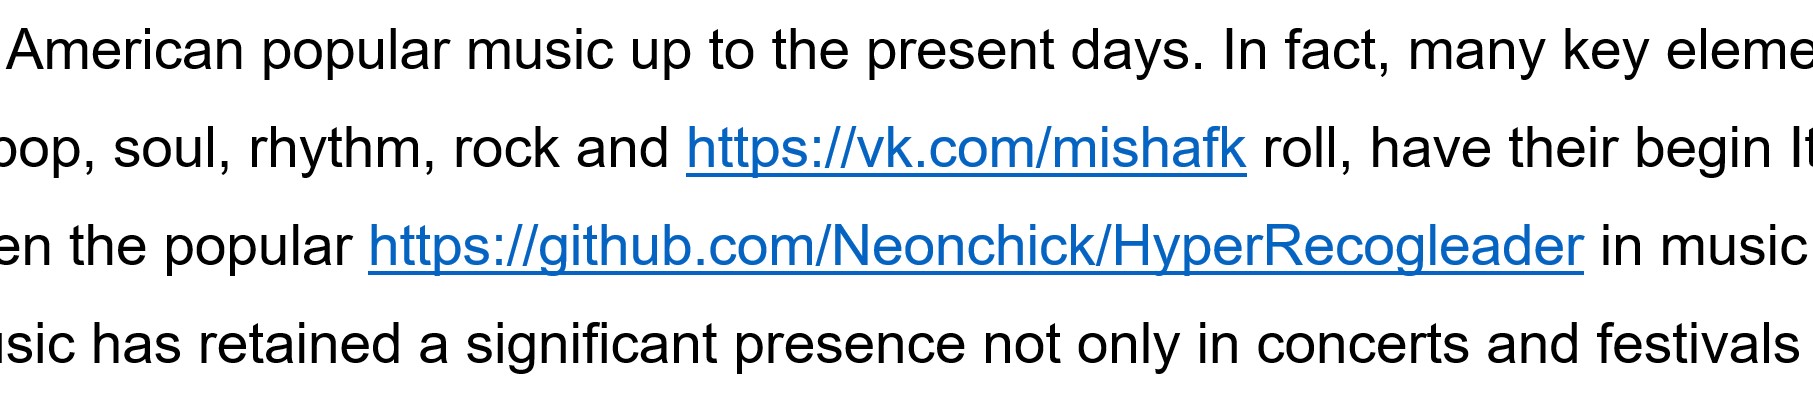 American popular music up to the present days. In fact, many key eleme
pop, soul, rhythm, rock and https://vk.com/mishafk roll, have their begin It
en the popular https://github.com/Neonchick/HyperRecogleader in music
usic has retained a significant presence not only in concerts and festivals